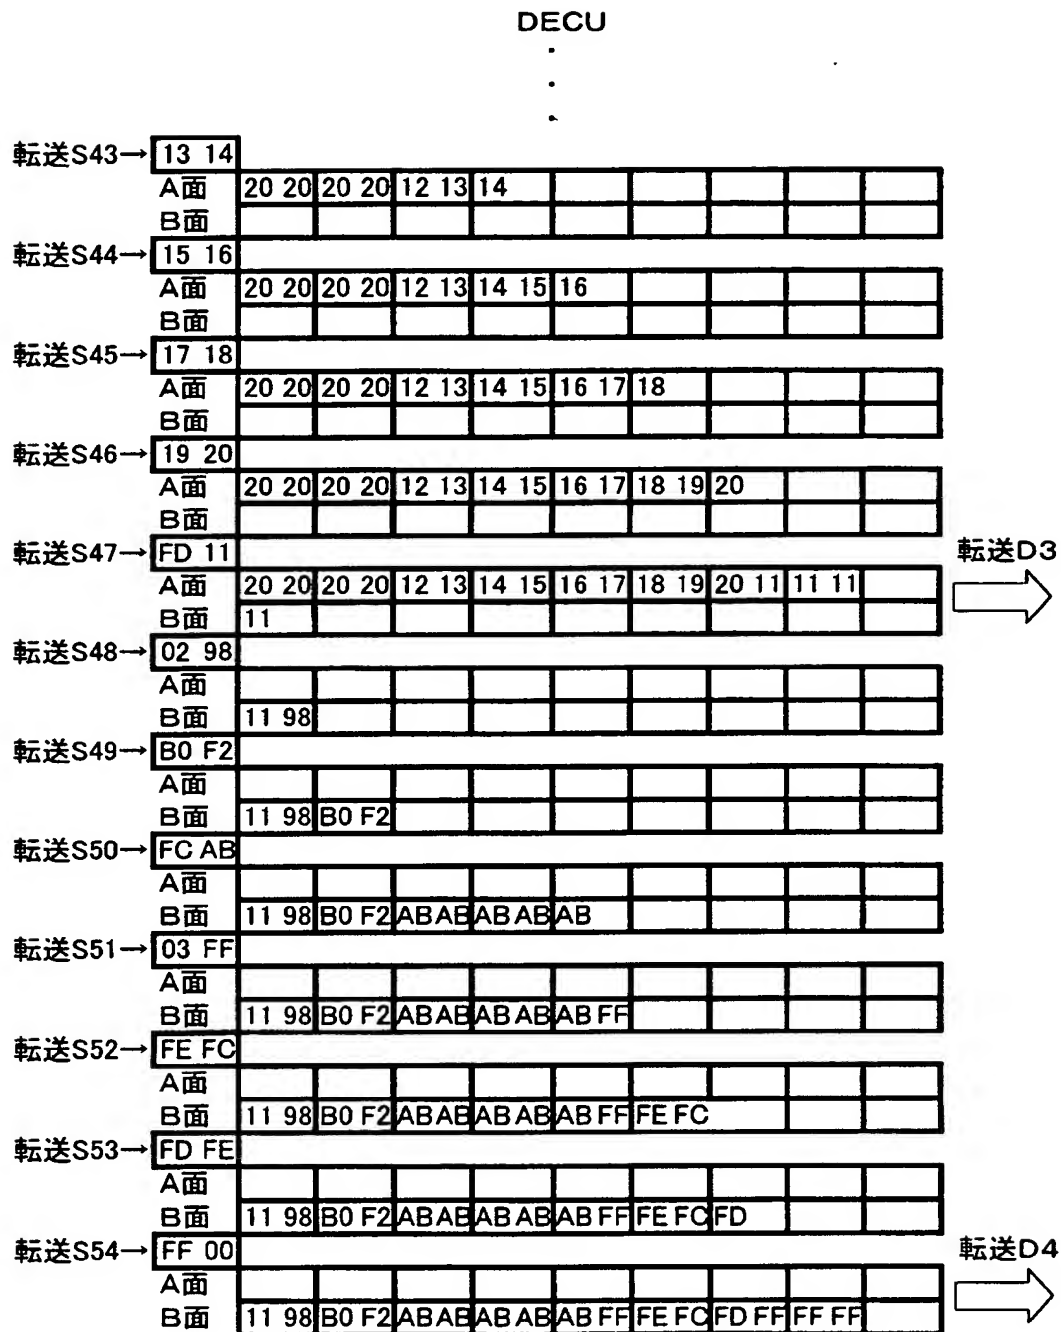 DECU
転送S43→ 13 14
A面 20 20 20 20 12 13 14
B面
転送S44→ 15 16
A面 20 20 20 20 12 13 14 15 16
B面
転送S45→ 17 18
A面 20 20 20 20 12 13 14 15 16 17 18
B面
転送S46→ 19 20
A面 20 20 20 20 12 13 14 15 16 17 18 19 20
B面
転送S47→ FD 11 転送D3
A面 20 20 20 20 12 13 14 15 16 17 18 19 20 11 11 11
B面 11
転送S48→ 02 98
A面
B面 11 98
転送S49→ B0 F2
A面
B面 11 98 B0 F2
転送S50→ FC AB
A面
B面 11 98 B0 F2 AB AB AB AB AB
転送S51→ 03 FF
A面
B面 11 98 B0 F2 AB AB AB AB AB FF
転送S52→ FE FC
A面
B面 11 98 B0 F2 AB AB AB AB AB FF FE FC
転送S53→ FD FE
A面
B面 11 98 B0 F2 AB AB AB AB AB FF FE FC FD
転送S54→ FF 00 転送D4
A面
B面 11 98 B0 F2 AB AB AB AB AB FF FE FC FD FF FF FF